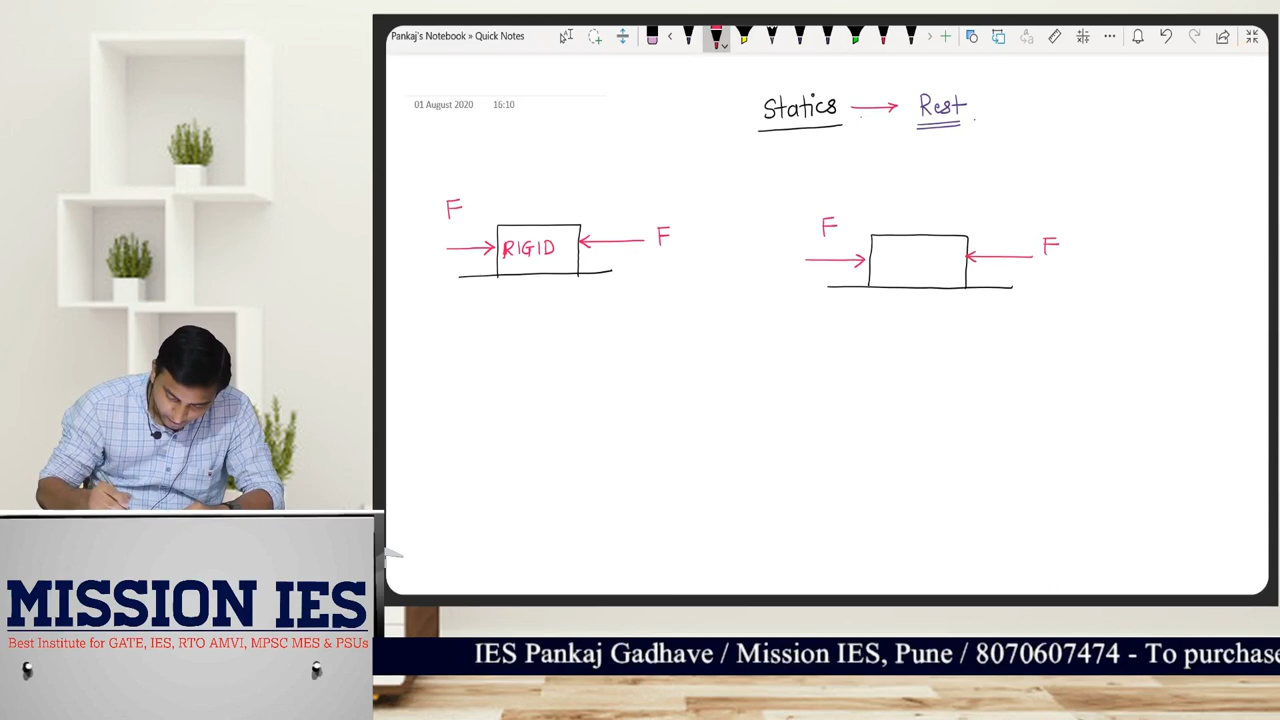 Pankaj's Notebook » Quick Notes
01 August 2020 16:10
Statics → Rest
F
RIGID
F
F
F
MISSION IES
Best Institute for GATE, IES, RTO AMVI, MPSC MES & PSUs
IES Pankaj Gadhave / Mission IES, Pune / 8070607474 - To purchase